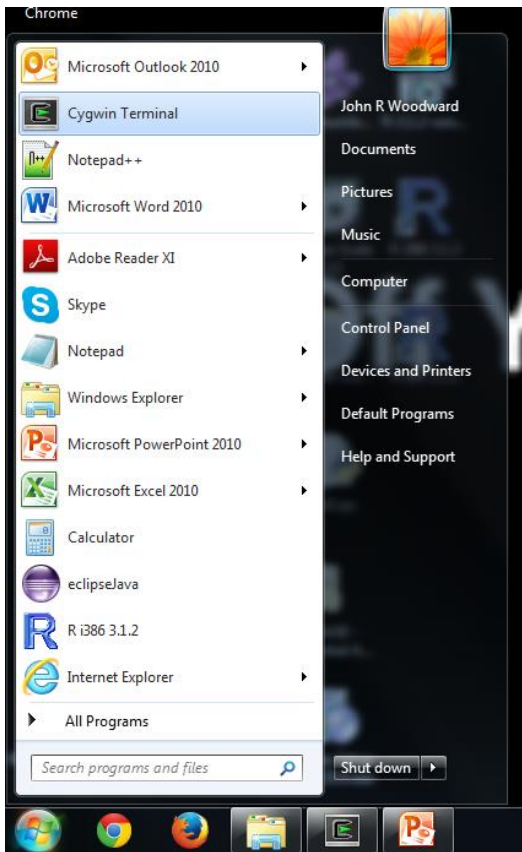 Chrome
Microsoft Outlook 2010
Cygwin Terminal
Notepad++
Microsoft Word 2010
Adobe Reader XI
Skype
Notepad
Windows Explorer
Microsoft PowerPoint 2010
Microsoft Excel 2010
Calculator
eclipseJava
R i386 3.1.2
Internet Explorer
All Programs
Search programs and files
John R Woodward
Documents
Pictures
Music
Computer
Control Panel
Devices and Printers
Default Programs
Help and Support
Shut down